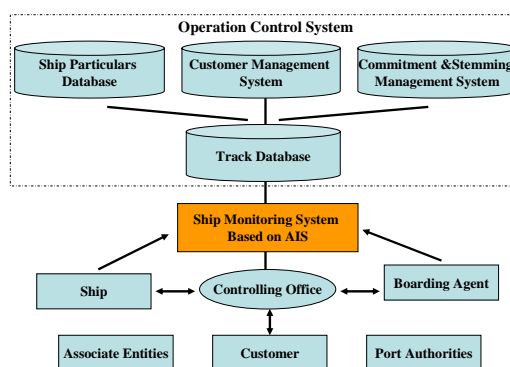 Operation Control System
Ship Particulars
Database
Customer Management
System
Commitment &Stemming
Management System
Track Database
Ship Monitoring System
Based on AIS
Ship
Controlling Office
Boarding Agent
Associate Entities
Customer
Port Authorities